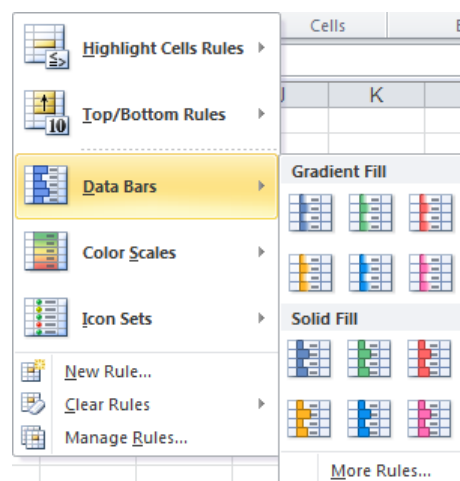 Cells
Highlight Cells Rules
K
Top/Bottom Rules
10
Gradient Fill
Data Bars
Color Scales
Icon Sets
Solid Fill
New Rule...
Clear Rules
Manage Rules...
More Rules...